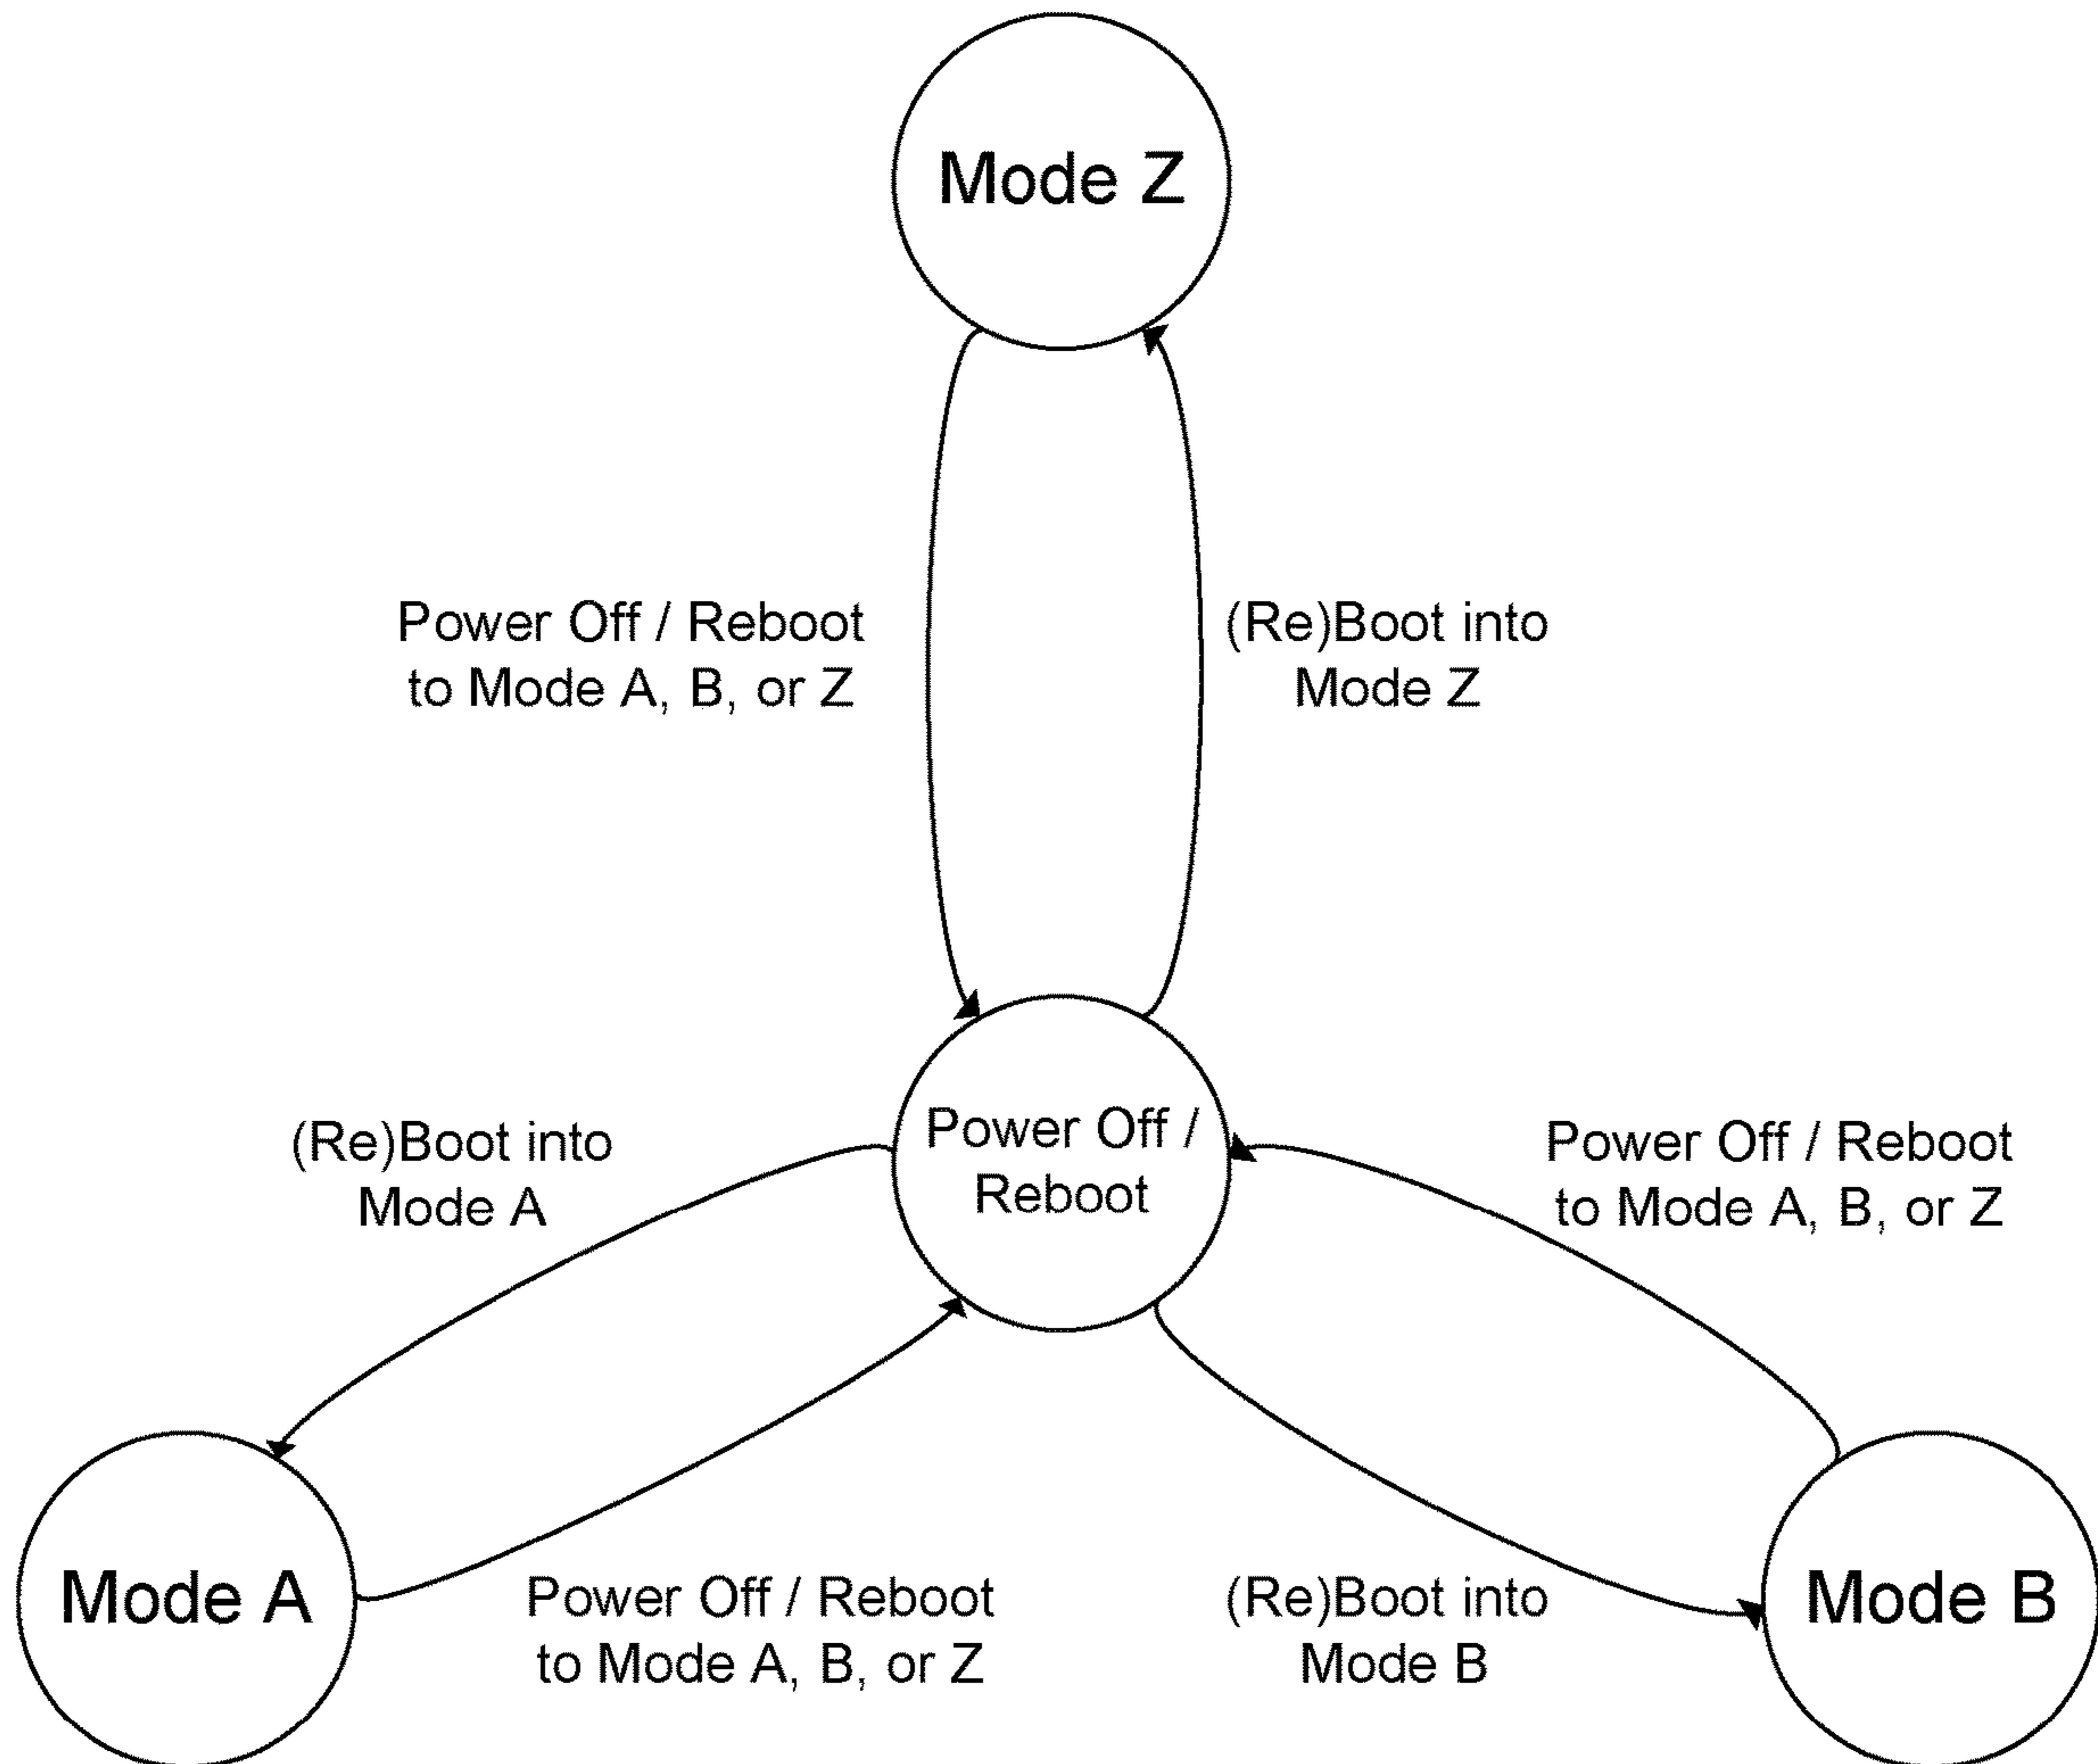 Mode Z
Power Off / Reboot
to Mode A, B, or Z
(Re)Boot into
Mode Z
(Re)Boot into
Mode A
Power Off /
Reboot
Power Off / Reboot
to Mode A, B, or Z
Mode A
Power Off / Reboot
to Mode A, B, or Z
(Re)Boot into
Mode B
Mode B